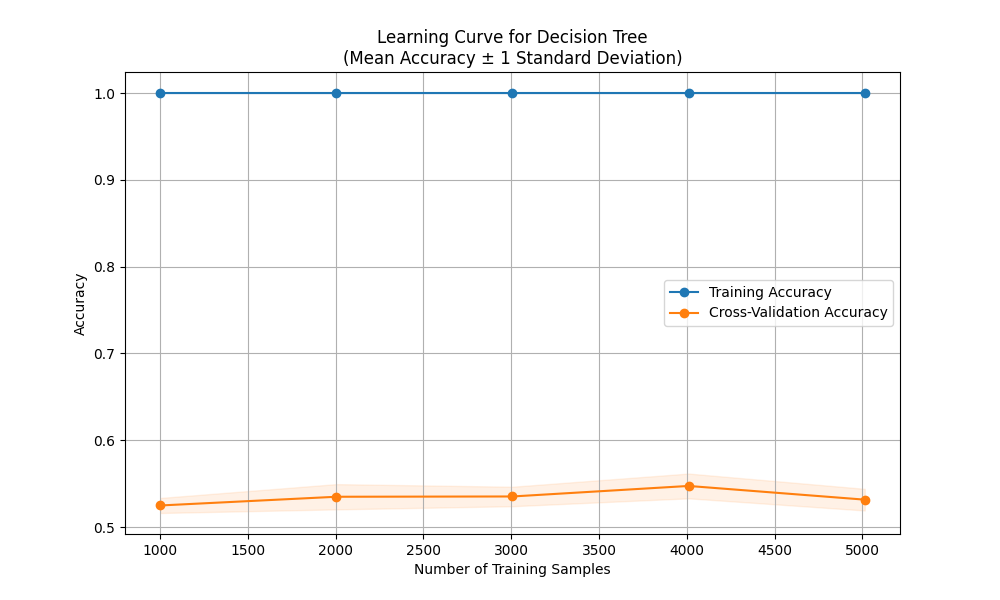 Learning Curve for Decision Tree
(Mean Accuracy ± 1 Standard Deviation)
Accuracy
1.0
0.9
0.8
0.7
0.6
0.5
Training Accuracy
Cross-Validation Accuracy
1000 1500 2000 2500 3000 3500 4000 4500 5000
Number of Training Samples